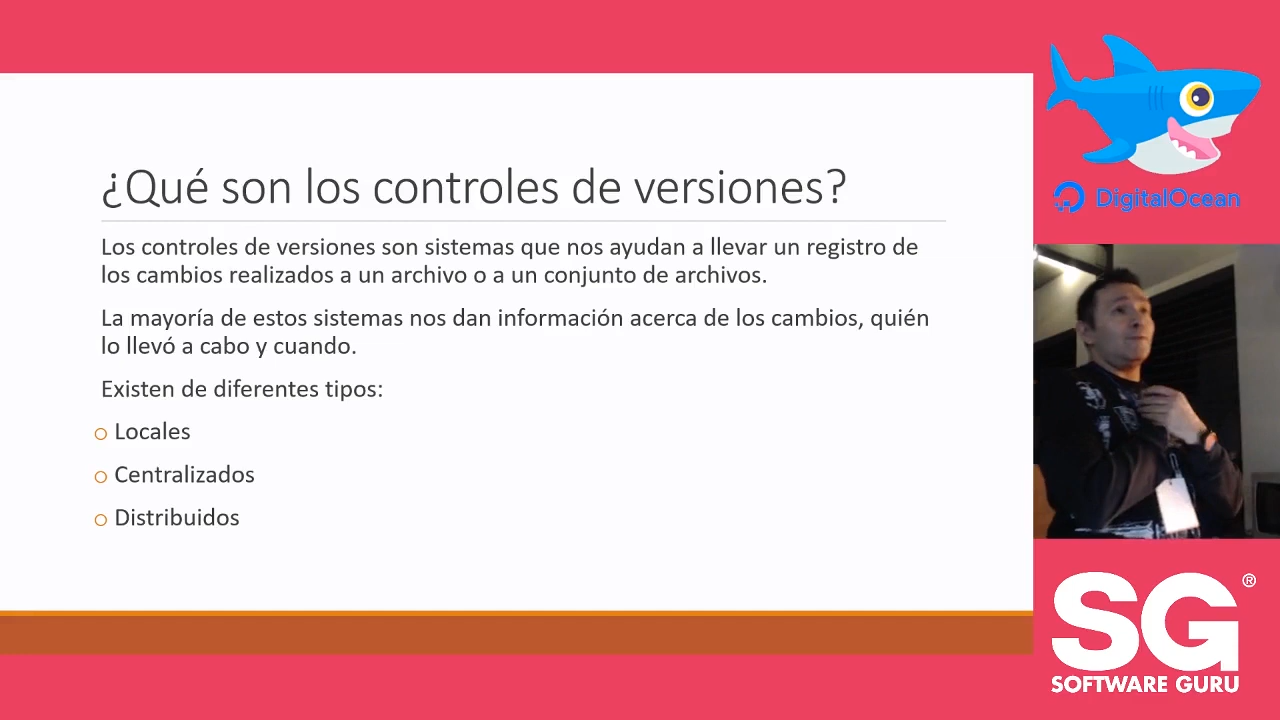 ¿Qué son los controles de versiones?
Los controles de versiones son sistemas que nos ayudan a llevar un registro de
los cambios realizados a un archivo o a un conjunto de archivos.
La mayoría de estos sistemas nos dan información acerca de los cambios, quién
lo llevó a cabo y cuando.
Existen de diferentes tipos:
Locales
Centralizados
Distribuidos
DigitalOcean
SG®
SOFTWARE GURU